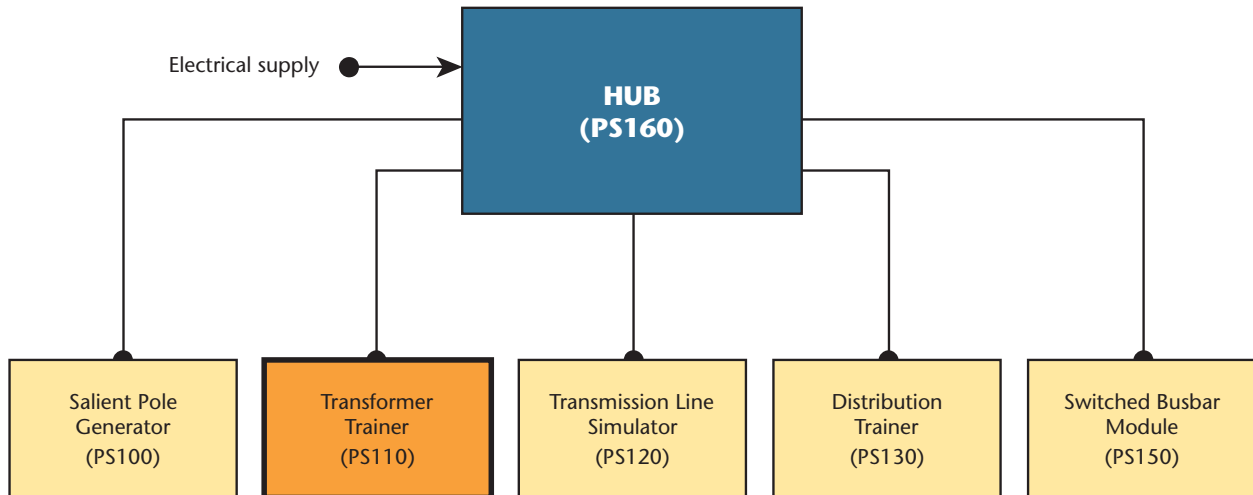 Electrical supply
HUB
(PS160)
Salient Pole
Generator
(PS100)
Transformer
Trainer
(PS110)
Transmission Line
Simulator
(PS120)
Distribution
Trainer
(PS130)
Switched Busbar
Module
(PS150)